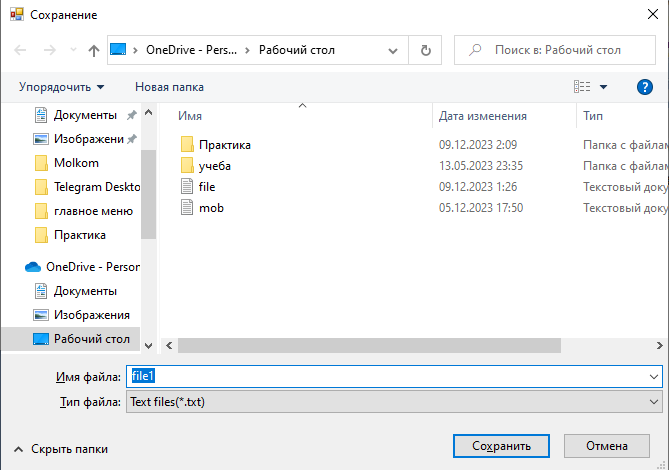 Сохранение
OneDrive - Pers... Рабочий стол
Поиск в: Рабочий стол
Упорядочить Новая папка
Документы
Изображени
Molkom
Telegram Deskto
главное меню
Практика
OneDrive - Person
Документы
Изображения
Рабочий стол
Имя Дата изменения Тип
Практика 09.12.2023 2:09 Папка с файлам
учеба 13.05.2023 23:35 Папка с файлам
file 09.12.2023 1:26 Текстовый доку
mob 05.12.2023 17:50 Текстовый доку
Имя файла: file1
Тип файла: Text files(*.txt)
Скрыть папки
Сохранить Отмена